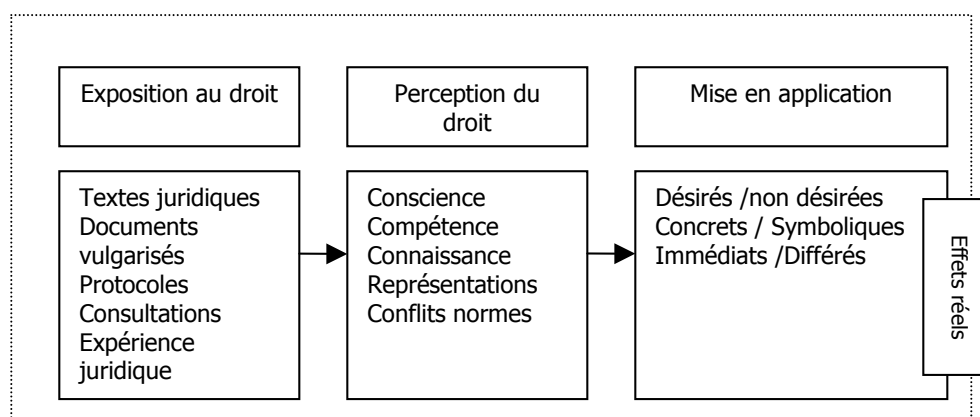 Exposition au droit
Perception du
droit
Mise en application
Textes juridiques
Documents
vulgarisés
Protocoles
Consultations
Expérience
juridique
Conscience
Compétence
Connaissance
Représentations
Conflits normes
Désirés /non désirées
Concrets / Symboliques
Immédiats /Différés
Effets réels